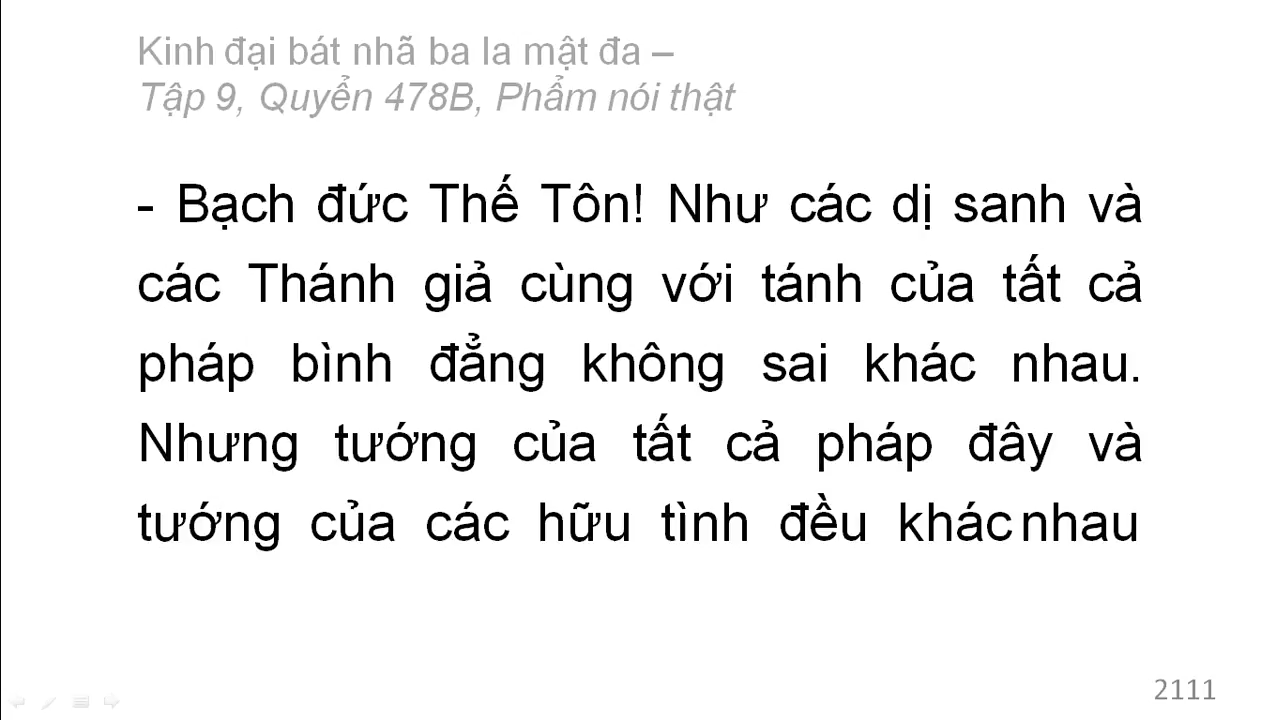 Kinh đại bát nhã ba la mật đa –
Tập 9, Quyển 478B, Phẩm nói thật
- Bạch đức Thế Tôn! Như các dị sanh và
các Thánh giả cùng với tánh của tất cả
pháp bình đẳng không sai khác nhau.
Nhưng tướng của tất cả pháp đây và
tướng của các hữu tình đều khác nhau
2111